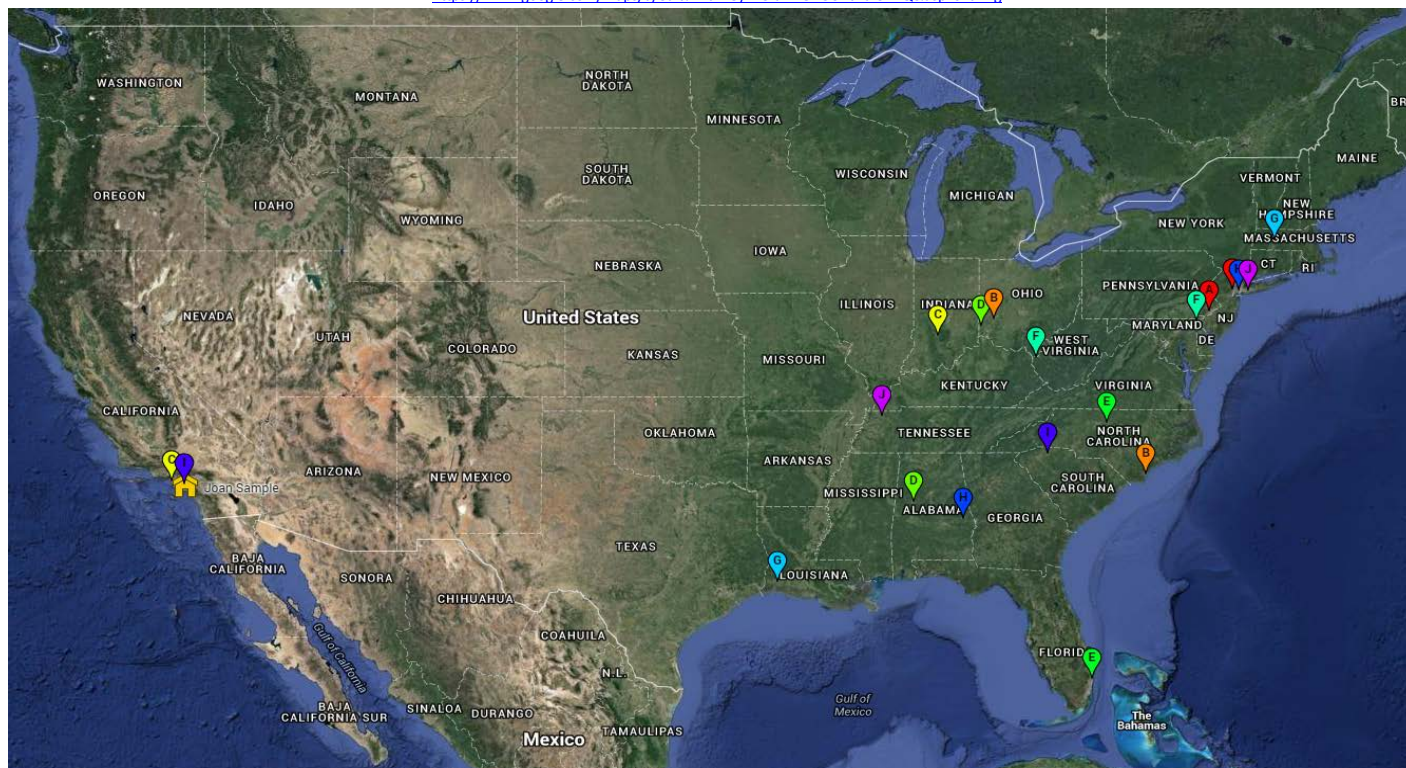 WASHINGTON
MONTANA
NORTH
DAKOTA
MINNESOTA
MAINE
OREGON
IDAHO
WYOMING
SOUTH
DAKOTA
WISCONSIN
MICHIGAN
VERMONT
NEW
HAMPSHIRE
G
NEW YORK
MASSACHUSETTS
IOWA
CT
RI
NEBRASKA
ILLINOIS
INDIANA
OHIO
PENNSYLVANIA
J
A
B
D
C
F
NJ
MARYLAND
DE
NEVADA
UTAH
COLORADO
United States
KANSAS
MISSOURI
F
WEST
VIRGINIA
KENTUCKY
VIRGINIA
J
E
CALIFORNIA
OKLAHOMA
TENNESSEE
I
NORTH
CAROLINA
B
ARKANSAS
C
I
Joan Sample
ARIZONA
NEW MEXICO
MISSISSIPPI
D
ALABAMA
H
GEORGIA
SOUTH
CAROLINA
TEXAS
G
LOUISIANA
BAJA
CALIFORNIA
SONORA
CHIHUAHUA
COAHUILA
Gulf of California
N.L.
FLORIDA
E
BAJA
CALIFORNIA SUR
SINALOA
DURANGO
TAMAULIPAS
Mexico
Gulf of
Mexico
The
Bahamas